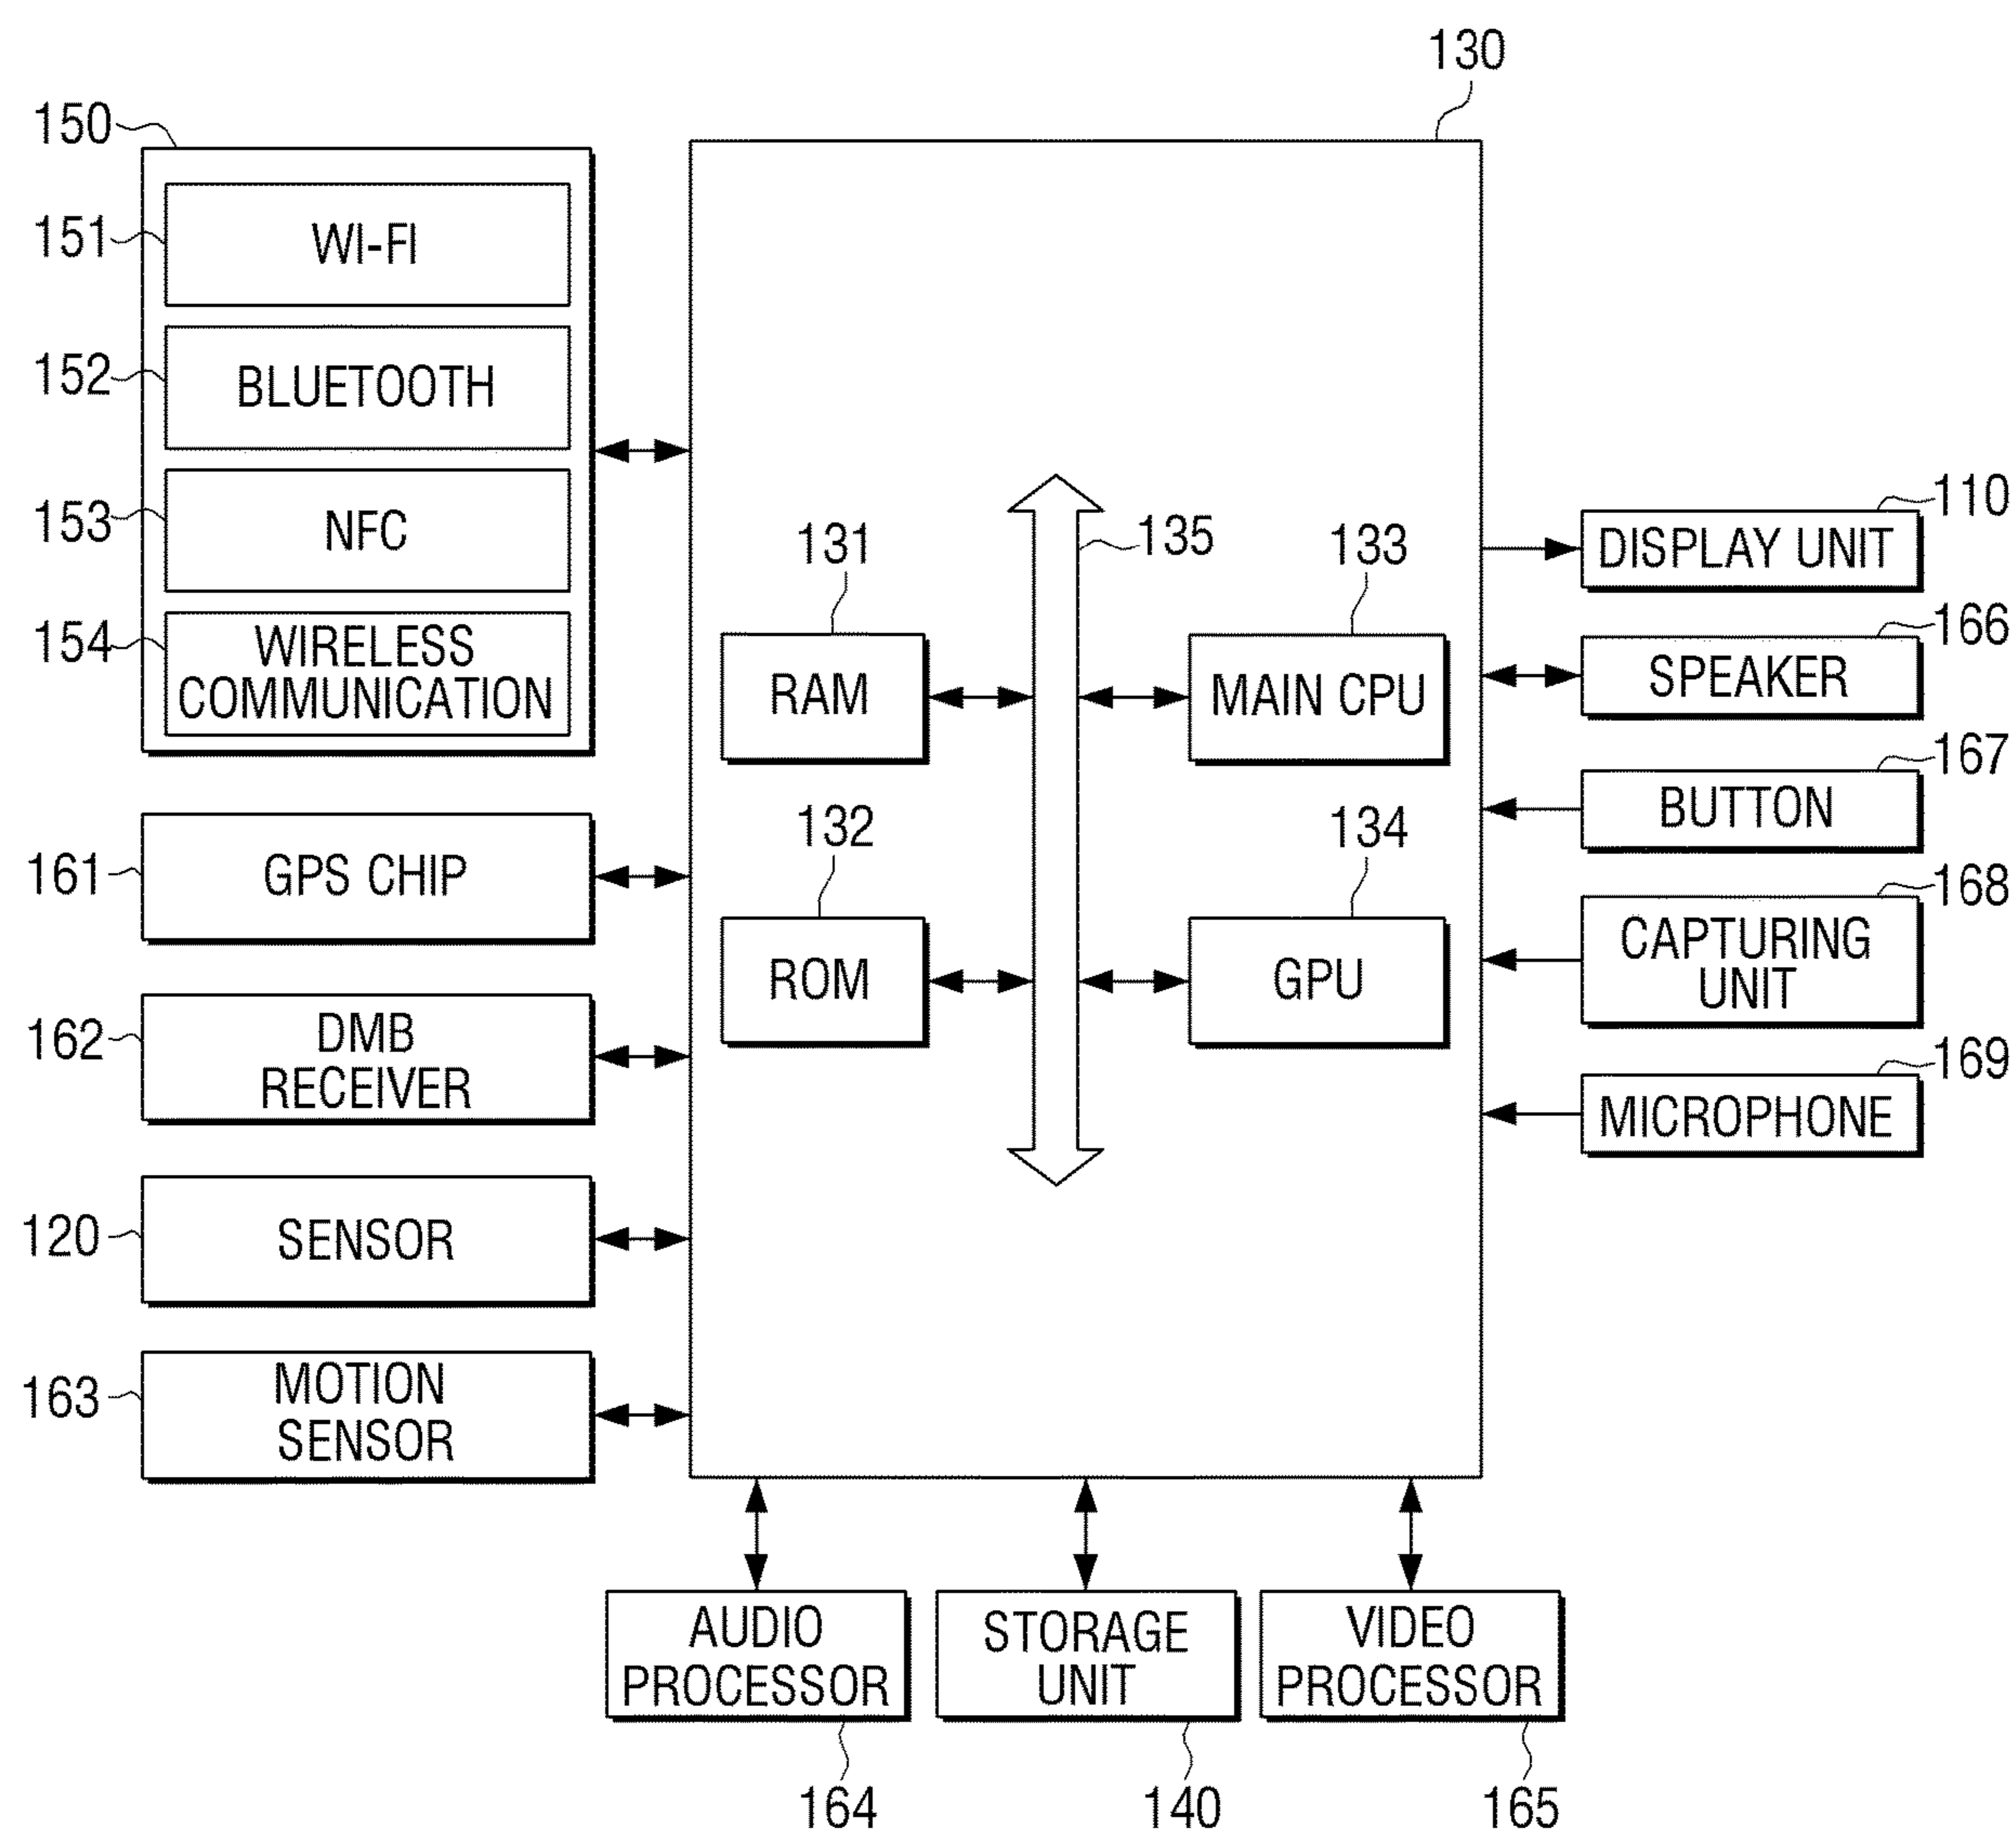 130
150
151
WI-FI
152
BLUETOOTH
153
NFC
154
WIRELESS
COMMUNICATION
161
GPS CHIP
162
DMB
RECEIVER
120
SENSOR
163
MOTION
SENSOR
135
131
RAM
133
MAIN CPU
132
ROM
134
GPU
110
DISPLAY UNIT
166
SPEAKER
167
BUTTON
168
CAPTURING
UNIT
169
MICROPHONE
AUDIO
PROCESSOR
164
STORAGE
UNIT
140
VIDEO
PROCESSOR
165